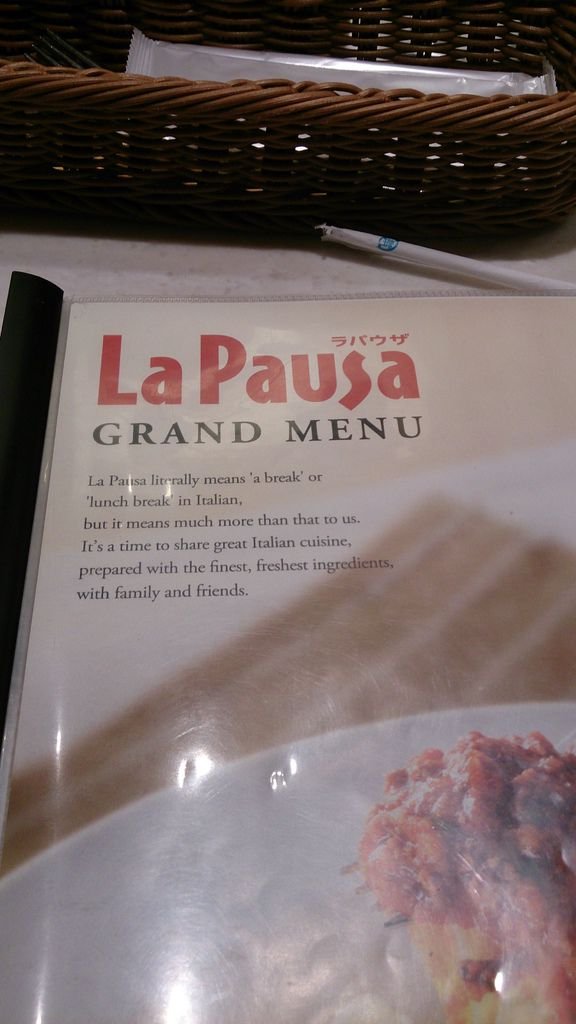 ラパウザ
La Pausa
GRAND MENU
La Pausa literally means 'a break' or
'lunch break' in Italian,
but it means much more than that to us.
It's a time to share great Italian cuisine,
prepared with the finest, freshest ingredients,
with family and friends.